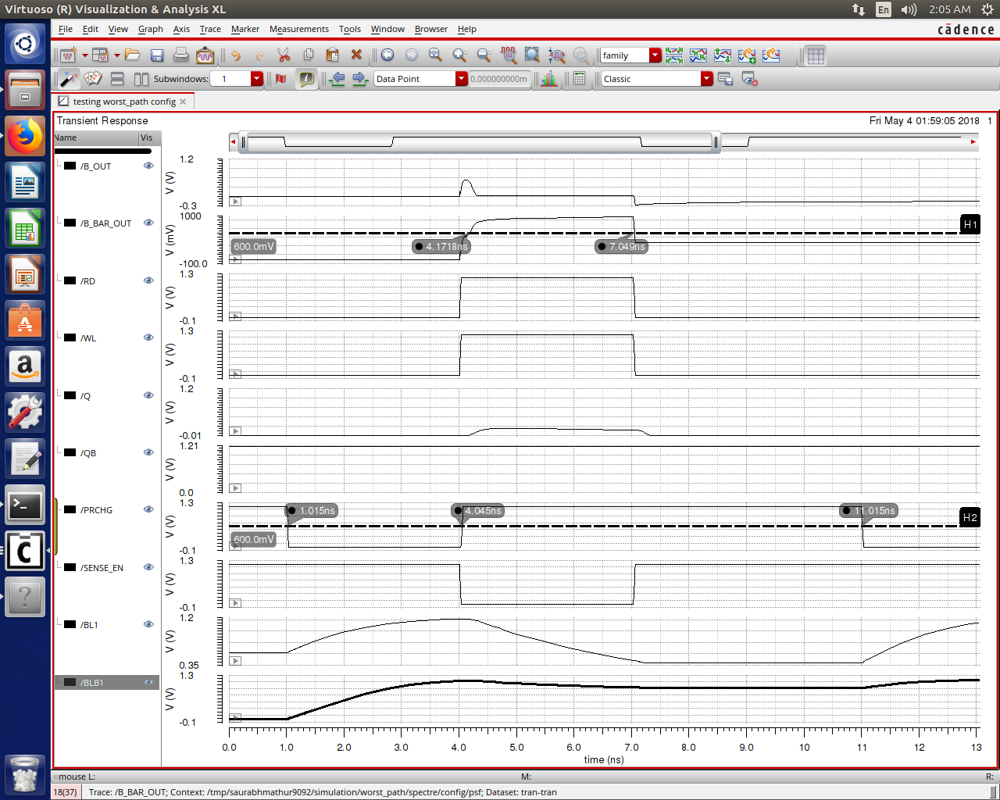 Virtuoso (R) Visualization & Analysis XL
En
2:05 AM
File Edit View Graph Axis Trace Marker Measurements Tools Window Browser Help
cādence
family
Subwindows: 1
Data Point
0.000000000m
Classic
testing worst_path config
Transient Response
Fri May 4 01:59:05 2018 1
Name Vis
/B_OUT
1.2
V (V)
-0.3
/B_BAR_OUT
1000
V (mV)
-100.0
600.0mV
4.1718ns
7.049ns
H1
/RD
1.3
V (V)
-0.1
/WL
1.3
V (V)
-0.1
/Q
1.2
V (V)
-0.01
/QB
1.21
V (V)
0.0
/PRCHG
1.3
V (V)
-0.1
600.0mV
1.015ns
4.045ns
11.015ns
H2
/SENSE_EN
1.3
V (V)
-0.1
/BL1
1.2
V (V)
0.35
/BLB1
1.3
V (V)
-0.1
0.0 1.0 2.0 3.0 4.0 5.0 6.0 7.0 8.0 9.0 10.0 11 12 13
time (ns)
mouse L: M: R:
18(37) Trace: /B_BAR_OUT; Context: /tmp/saurabhmathur9092/simulation/worst_path/spectre/config/psf; Dataset: tran-tran